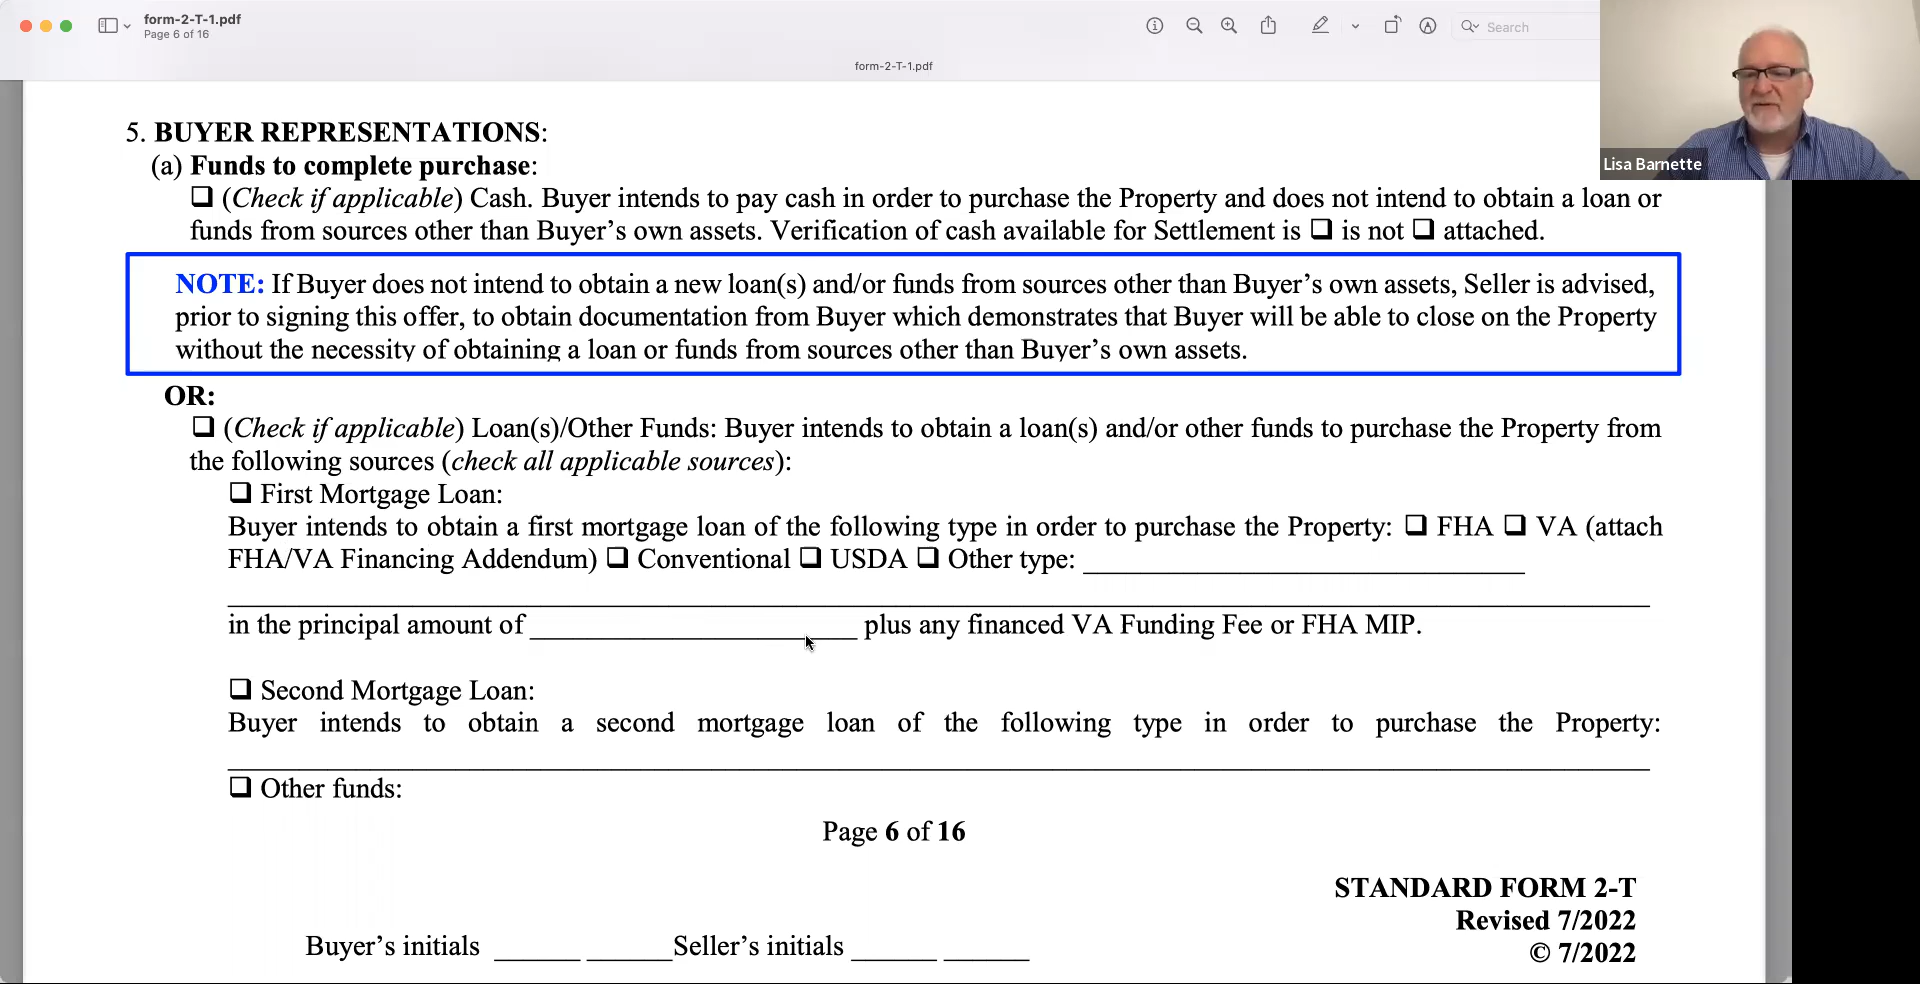 form-2-T-1.pdf
Page 6 of 16
Search
form-2-T-1.pdf
Lisa Barnette
5. BUYER REPRESENTATIONS:
(a) Funds to complete purchase:
❑ (Check if applicable) Cash. Buyer intends to pay cash in order to purchase the Property and does not intend to obtain a loan or
funds from sources other than Buyer’s own assets. Verification of cash available for Settlement is ❑ is not ❑ attached.
NOTE: If Buyer does not intend to obtain a new loan(s) and/or funds from sources other than Buyer’s own assets, Seller is advised,
prior to signing this offer, to obtain documentation from Buyer which demonstrates that Buyer will be able to close on the Property
without the necessity of obtaining a loan or funds from sources other than Buyer’s own assets.
OR:
❑ (Check if applicable) Loan(s)/Other Funds: Buyer intends to obtain a loan(s) and/or other funds to purchase the Property from
the following sources (check all applicable sources):
❑ First Mortgage Loan:
Buyer intends to obtain a first mortgage loan of the following type in order to purchase the Property: ❑ FHA ❑ VA (attach
FHA/VA Financing Addendum) ❑ Conventional ❑ USDA ❑ Other type: ______________________________
in the principal amount of ______________________ plus any financed VA Funding Fee or FHA MIP.
❑ Second Mortgage Loan:
Buyer intends to obtain a second mortgage loan of the following type in order to purchase the Property:
❑ Other funds:
Page 6 of 16
STANDARD FORM 2-T
Revised 7/2022
© 7/2022
Buyer’s initials ______ ______ Seller’s initials ______ ______